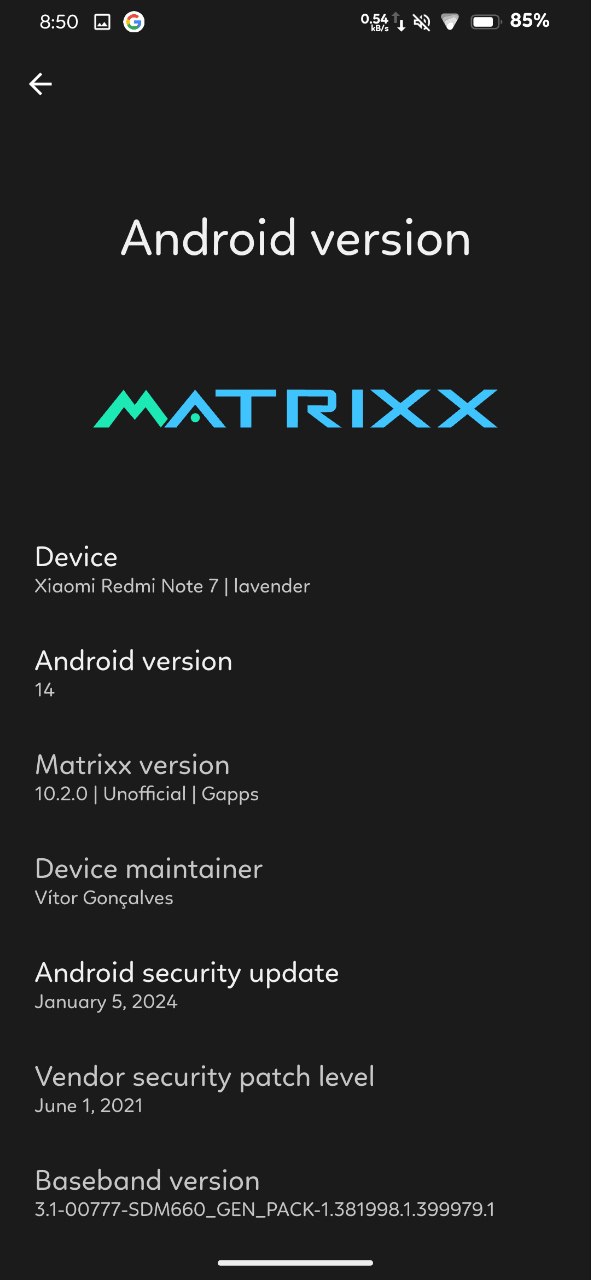 8:50 0.54 kB/s 85%
Android version
MATRIXX
Device
Xiaomi Redmi Note 7 | lavender
Android version
14
Matrixx version
10.2.0 | Unofficial | Gapps
Device maintainer
Vítor Gonçalves
Android security update
January 5, 2024
Vendor security patch level
June 1, 2021
Baseband version
3.1-00777-SDM660_GEN_PACK-1.381998.1.399979.1